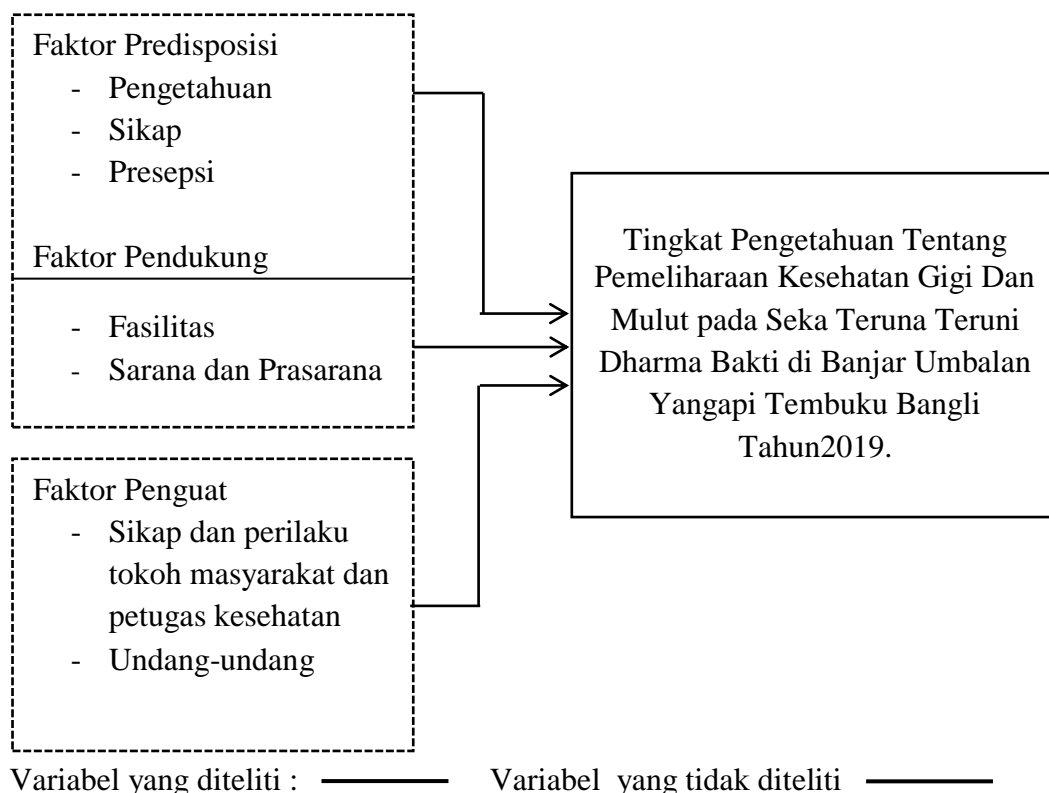 Faktor Predisposisi
- Pengetahuan
- Sikap
- Presepsi
Faktor Pendukung
- Fasilitas
- Sarana dan Prasarana
Faktor Penguat
- Sikap dan perilaku
tokoh masyarakat dan
petugas kesehatan
- Undang-undang
Tingkat Pengetahuan Tentang
Pemeliharaan Kesehatan Gigi Dan
Mulut pada Seka Teruna Teruni
Dharma Bakti di Banjar Umbalan
Yangapi Tembuku Bangli
Tahun2019.
Variabel yang diteliti : Variabel yang tidak diteliti